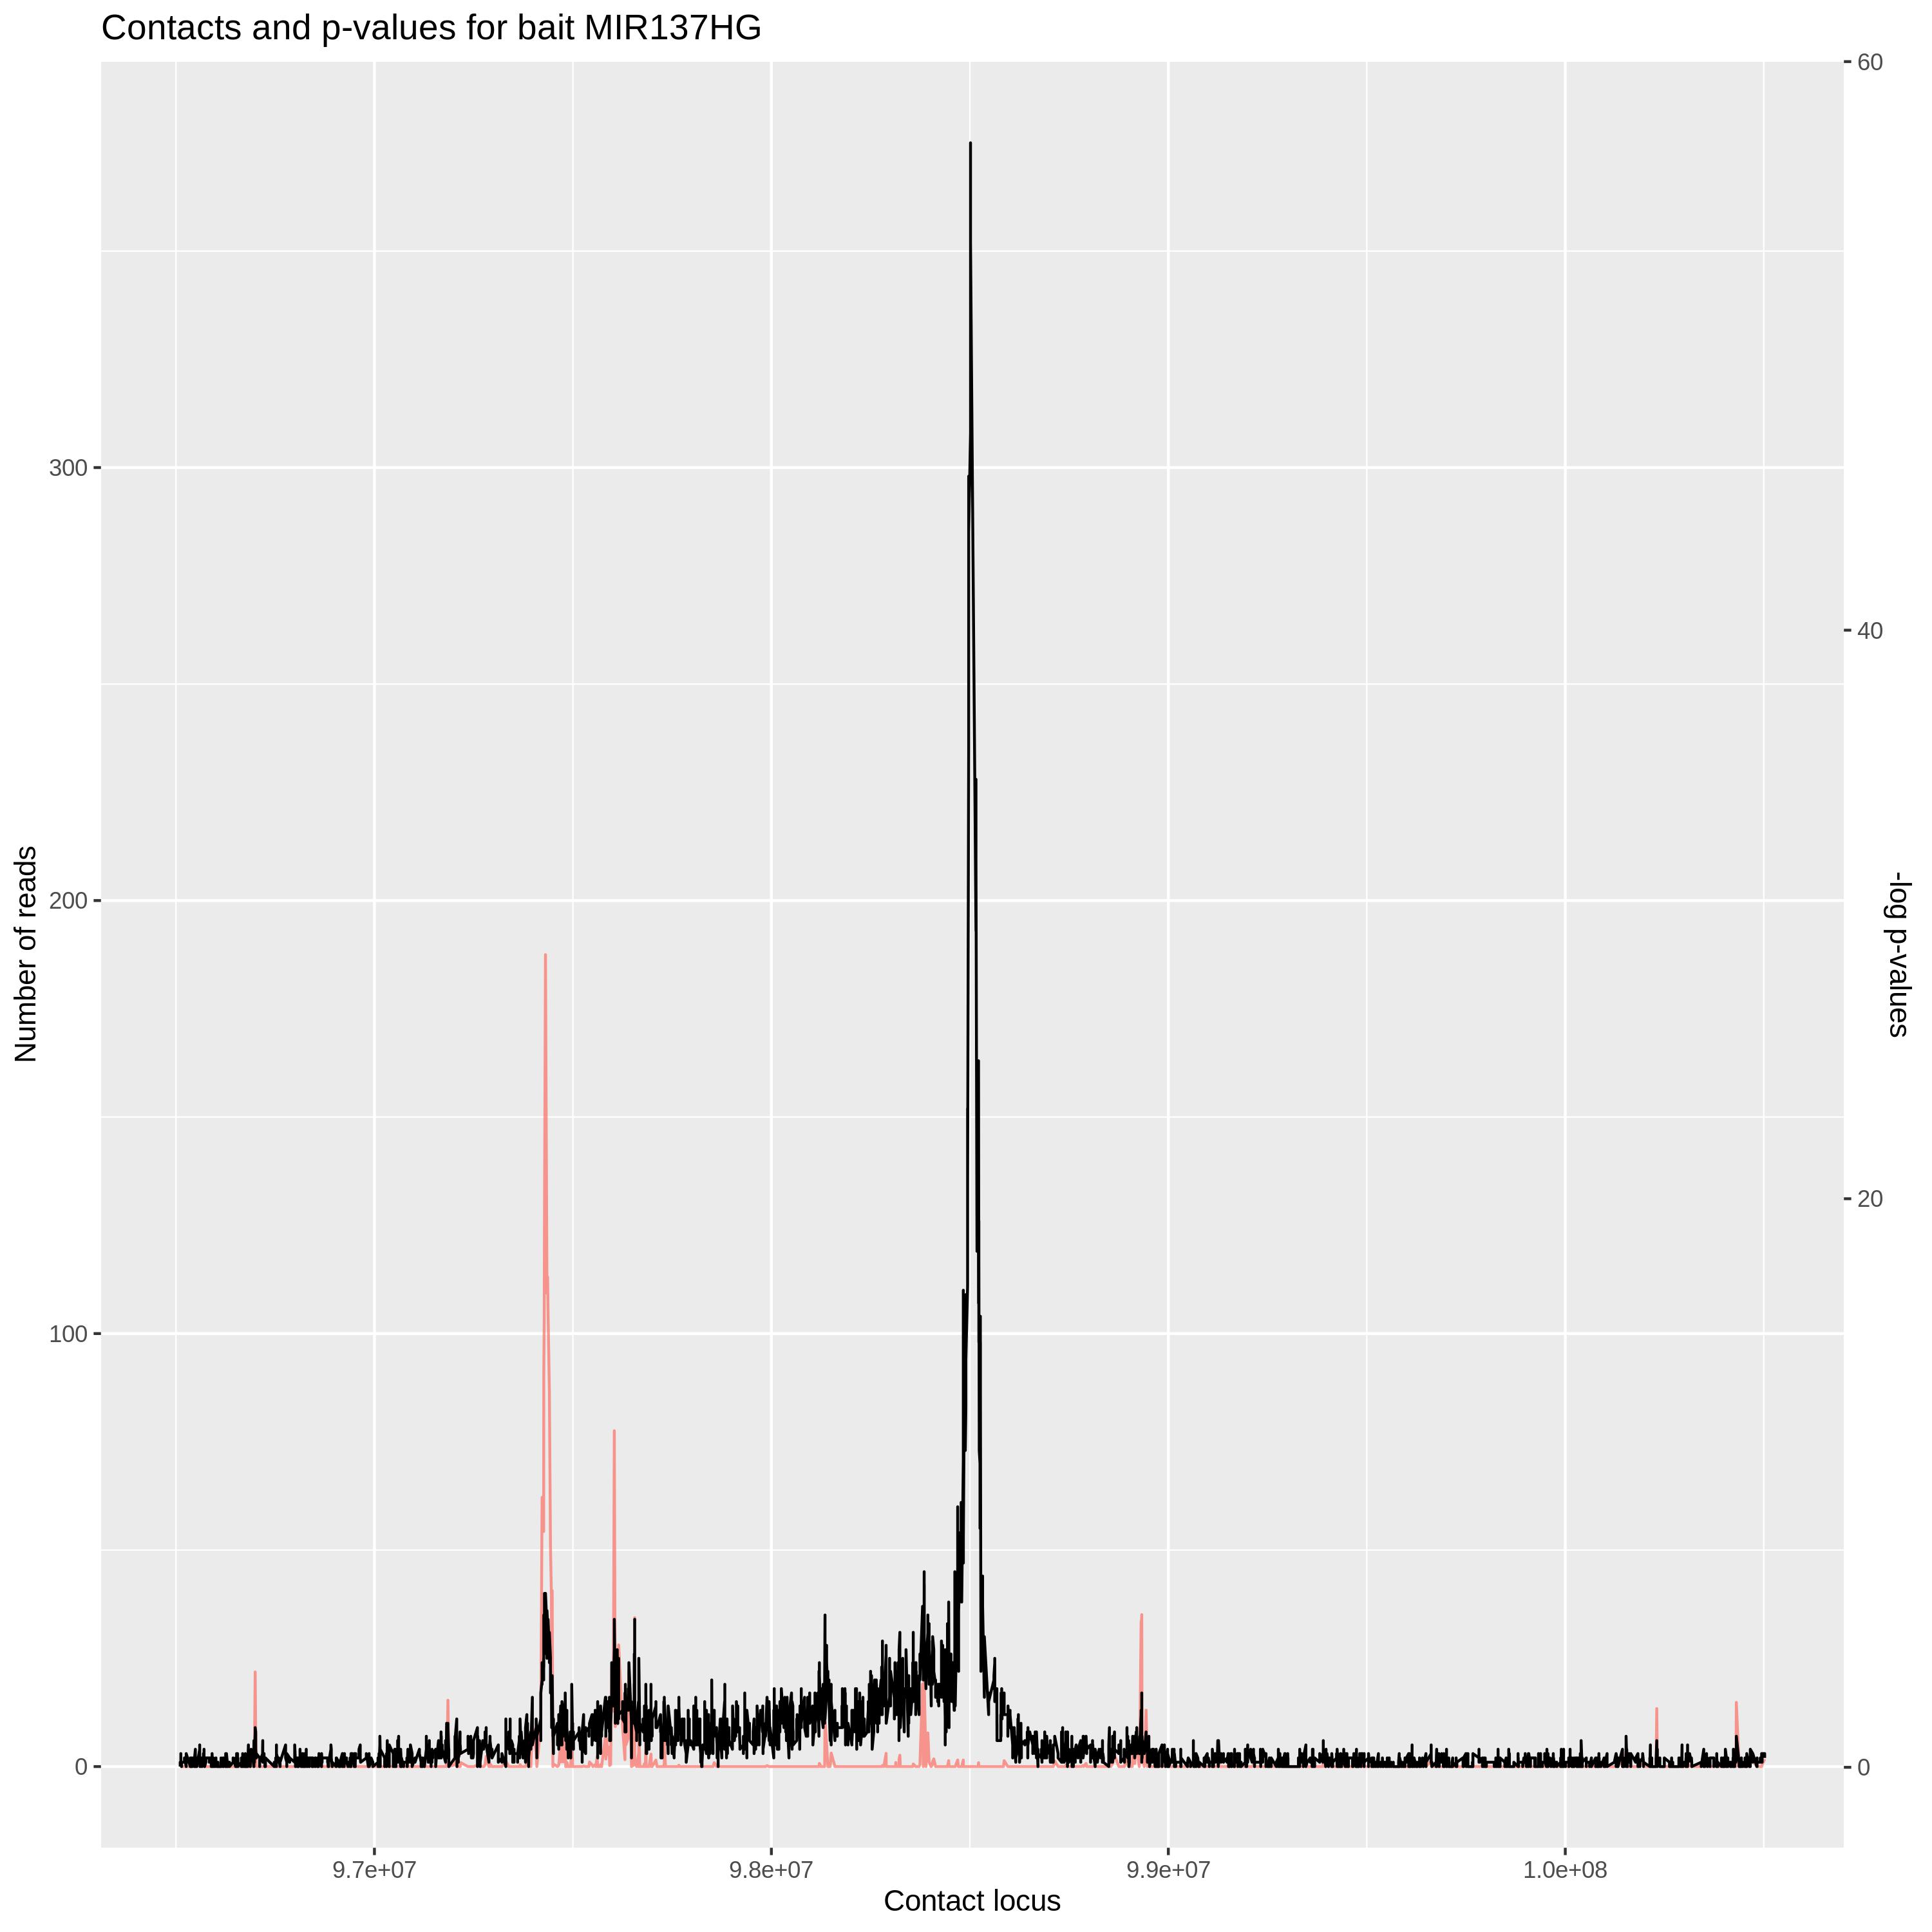 Contacts and p-values for bait MIR137HG
60
40
20
0
300
200
100
0
Number of reads
-log p-values
9.7e+07
9.8e+07
9.9e+07
1.0e+08
Contact locus